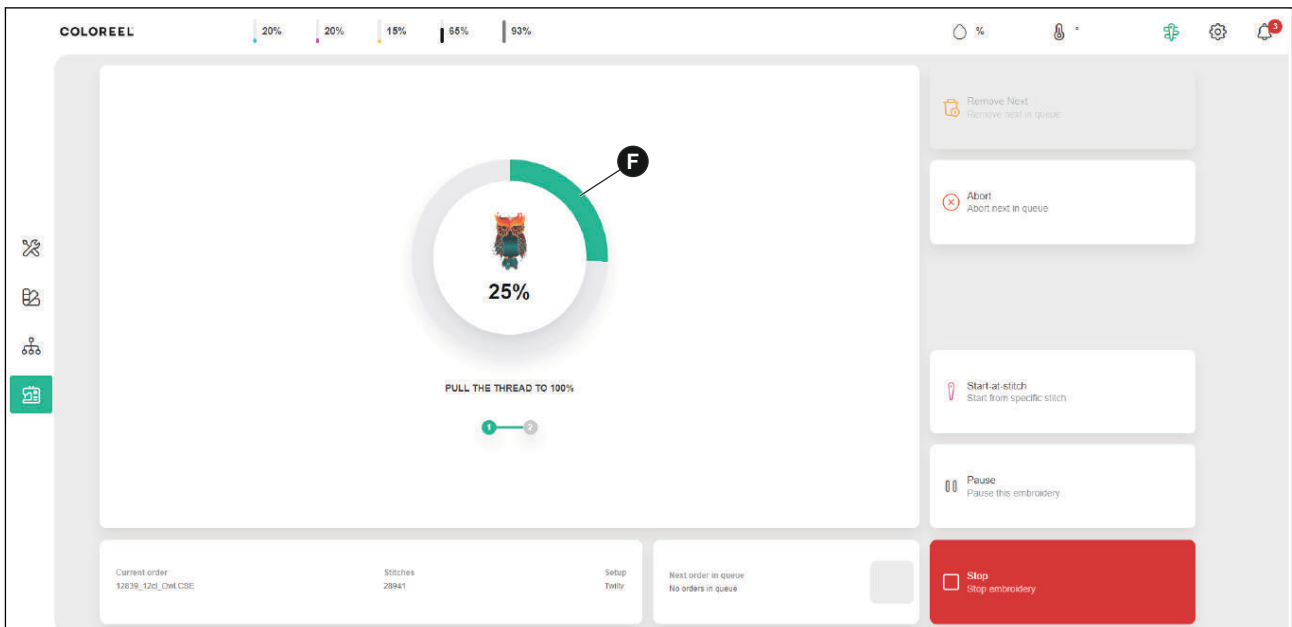 COLOREEL
20%
20%
15%
65%
93%
%
°
3
Remove Next
Remove next in queue
F
Abort
Abort next in queue
25%
PULL THE THREAD TO 100%
1
2
Start-at-stitch
Start from specific stitch
Pause
Pause this embroidery
Current order
12839_12cl_Owl.CSE
Stitches
28941
Setup
Twilly
Next order in queue
No orders in queue
Stop
Stop embroidery